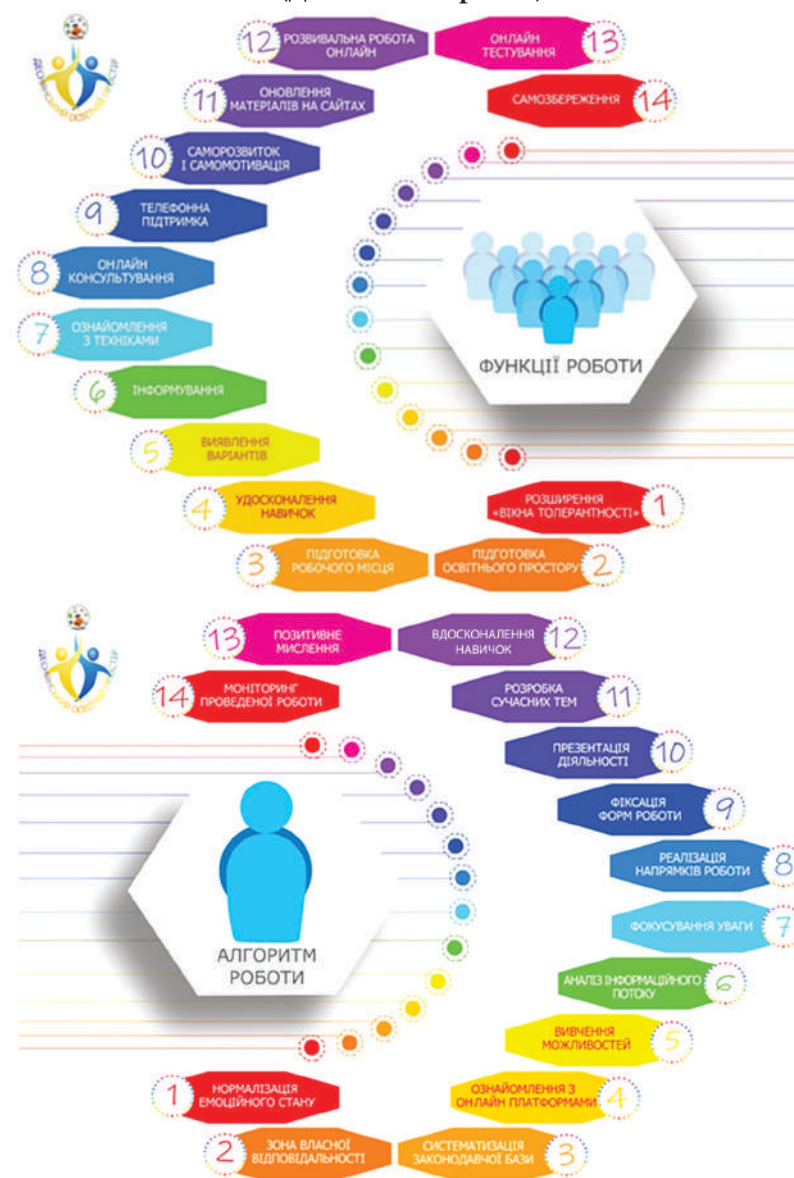 12
РОЗВИВАЛЬНА РОБОТА
ОНЛАЙН
ОНЛАЙН
ТЕСТУВАННЯ
13
11
ОНОВЛЕННЯ
МАТЕРІАЛІВ НА САЙТАХ
САМОЗБЕРЕЖЕННЯ
14
10
САМОРОЗВИТОК
І САМОМОТИВАЦІЯ
9
ТЕЛЕФОННА
ПІДТРИМКА
8
ОНЛАЙН
КОНСУЛЬТУВАННЯ
7
ОЗНАЙОМЛЕННЯ
З ТЕХНІКАМИ
6
ІНФОРМУВАННЯ
5
ВИЯВЛЕННЯ
ВАРІАНТІВ
4
УДОСКОНАЛЕННЯ
НАВИЧОК
3
ПІДГОТОВКА
РОБОЧОГО МІСЦЯ
ПІДГОТОВКА
ОСВІТНЬОГО ПРОСТОРУ
2
РОЗШИРЕННЯ
«ВІКНА ТОЛЕРАНТНОСТІ»
1
ФУНКЦІЇ РОБОТИ
13
ПОЗИТИВНЕ
МИСЛЕННЯ
ВДОСКОНАЛЕННЯ
НАВИЧОК
12
14
МОНІТОРИНГ
ПРОВЕДЕНОЇ РОБОТИ
РОЗРОБКА
СУЧАСНИХ ТЕМ
11
ПРЕЗЕНТАЦІЯ
ДІЯЛЬНОСТІ
10
ФІКСАЦІЯ
ФОРМ РОБОТИ
9
РЕАЛІЗАЦІЯ
НАПРЯМКІВ РОБОТИ
8
ФОКУСУВАННЯ УВАГИ
7
АНАЛІЗ ІНФОРМАЦІЙНОГО
ПОТОКУ
6
ВИВЧЕННЯ
МОЖЛИВОСТЕЙ
5
ОЗНАЙОМЛЕННЯ З
ОНЛАЙН ПЛАТФОРМАМИ
4
СИСТЕМАТИЗАЦІЯ
ЗАКОНОДАВЧОЇ БАЗИ
3
АЛГОРИТМ
РОБОТИ
1
НОРМАЛІЗАЦІЯ
ЕМОЦІЙНОГО СТАНУ
2
ЗОНА ВЛАСНОЇ
ВІДПОВІДАЛЬНОСТІ